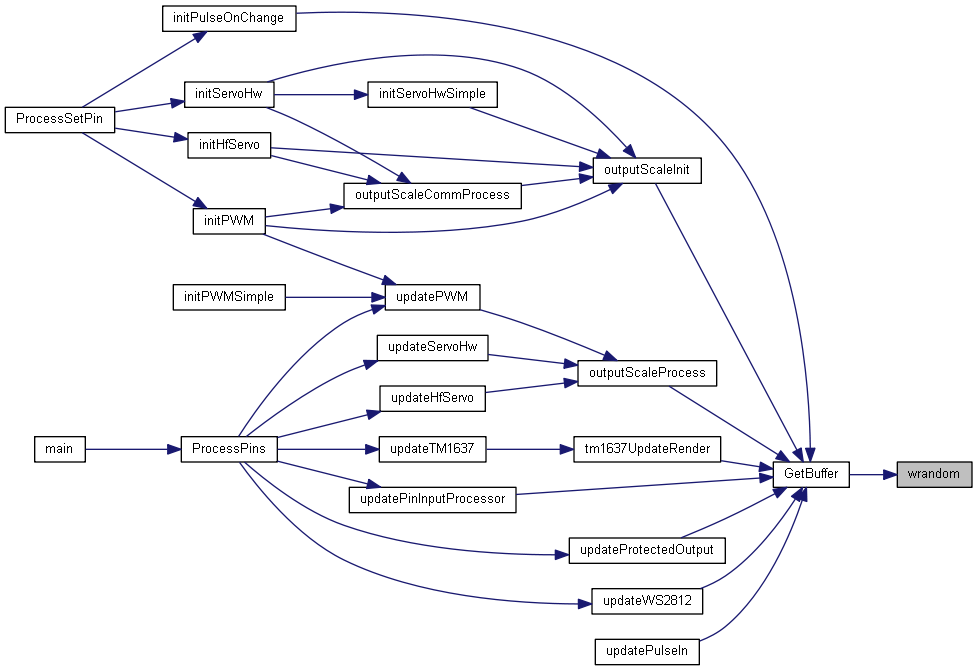 initPulseOnChange
initServoHw
initServoHwSimple
ProcessSetPin
initHfServo
outputScaleInit
outputScaleCommProcess
initPWM
initPWMSimple
updatePWM
updateServoHw
outputScaleProcess
updateHfServo
main
ProcessPins
updateTM1637
tm1637UpdateRender
GetBuffer
wrandom
updatePinInputProcessor
updateProtectedOutput
updateWS2812
updatePulseIn